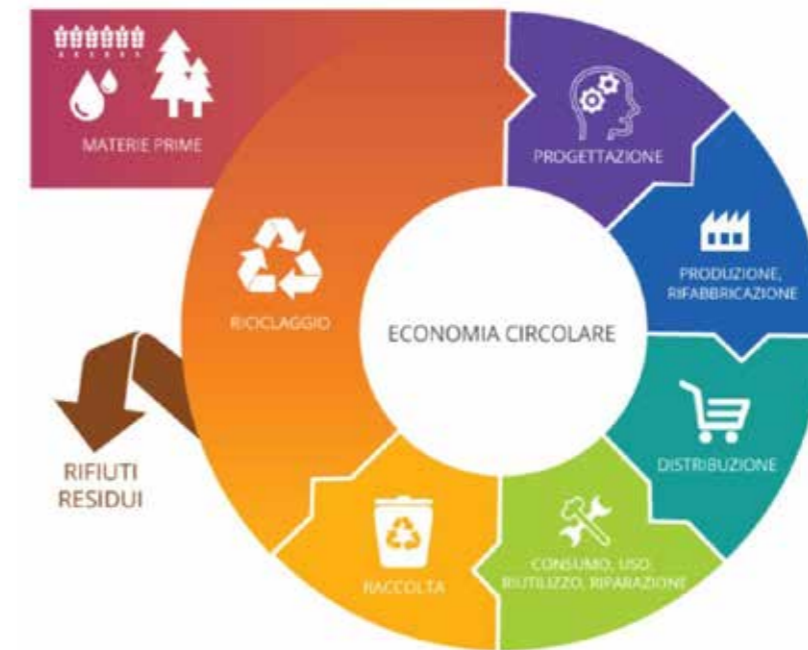 MATERIE PRIME
PROGETTAZIONE
PRODUZIONE,
RIFABBRICAZIONE
RICICLAGGIO
ECONOMIA CIRCOLARE
DISTRIBUZIONE
RIFIUTI
RESIDUI
CONSUMO, USO,
RIUTILIZZO, RIPARAZIONE
RACCOLTA